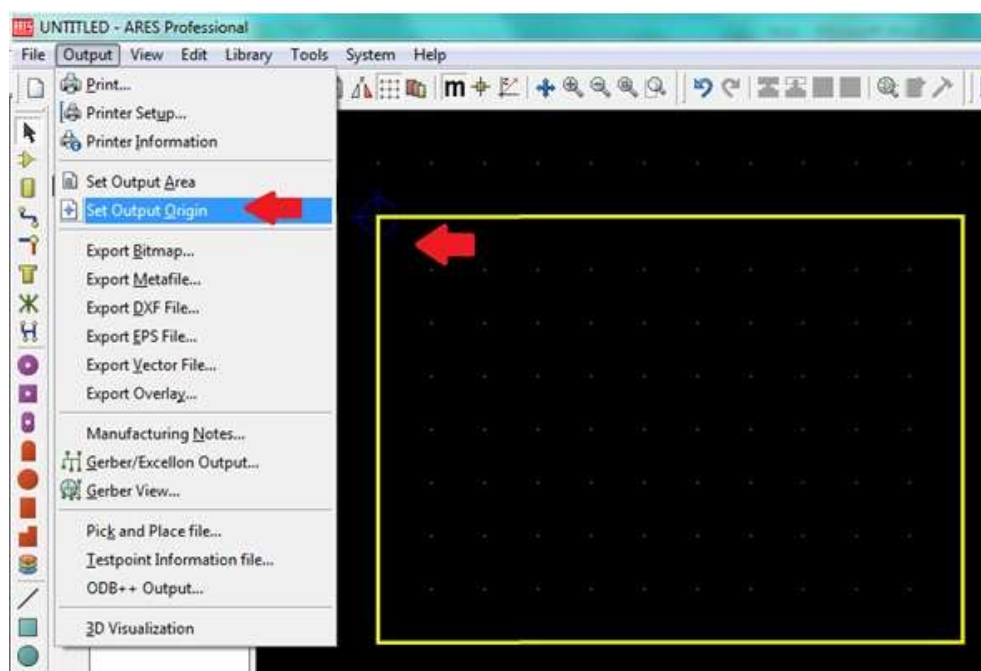 UNTITLED - ARES Professional
File Output View Edit Library Tools System Help
m
Print...
Printer Setup...
Printer Information
Set Output Area
Set Output Origin
Export Bitmap...
Export Metafile...
Export DXF File...
Export EPS File...
Export Vector File...
Export Overlay...
Manufacturing Notes...
Gerber/Excellon Output...
Gerber View...
Pick and Place file...
Testpoint Information file...
ODB++ Output...
3D Visualization